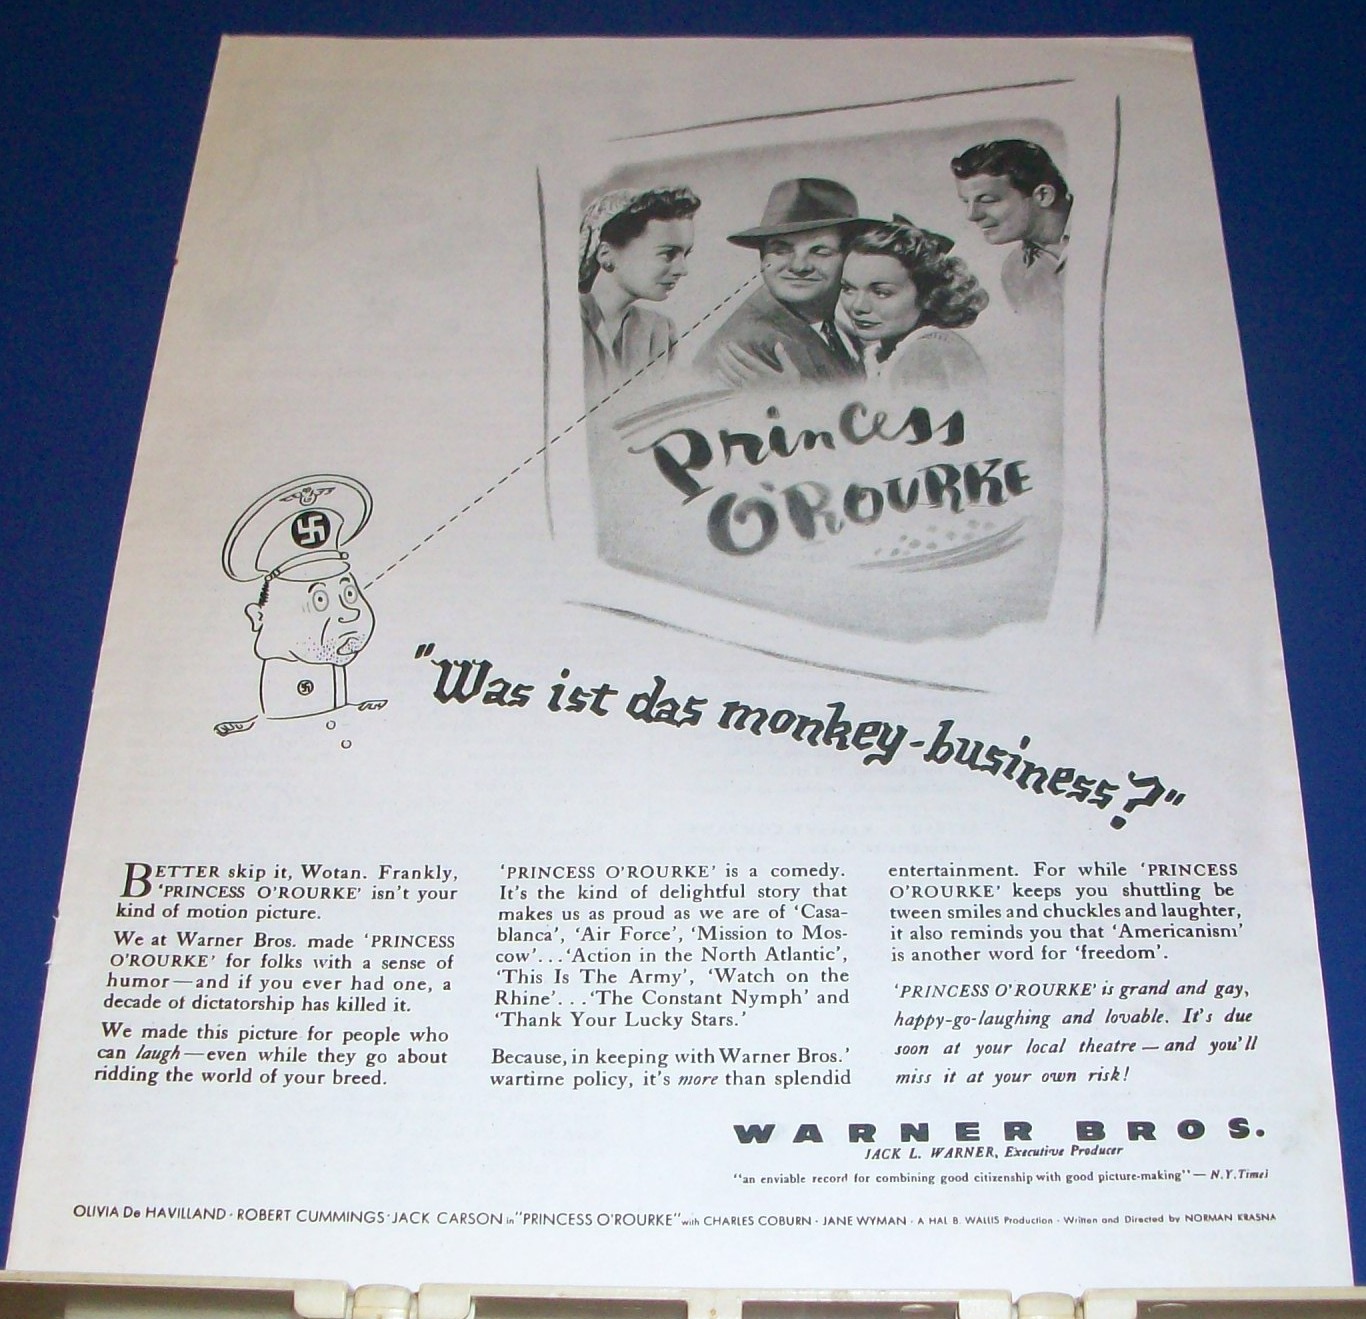 Princess
O'ROURKE
"Was ist das monkey-business?"
BETTER skip it, Wotan. Frankly,
'PRINCESS O'ROURKE' isn't your
kind of motion picture.
We at Warner Bros. made 'PRINCESS
O'ROURKE' for folks with a sense of
humor—and if you ever had one, a
decade of dictatorship has killed it.
We made this picture for people who
can laugh—even while they go about
ridding the world of your breed.
'PRINCESS O'ROURKE' is a comedy.
It's the kind of delightful story that
makes us as proud as we are of 'Casa-
blanca', 'Air Force', 'Mission to Mos-
cow'...'Action in the North Atlantic',
'This Is The Army', 'Watch on the
Rhine'...'The Constant Nymph' and
'Thank Your Lucky Stars.'
Because, in keeping with Warner Bros.'
wartime policy, it's more than splendid
entertainment. For while 'PRINCESS
O'ROURKE' keeps you shuttling be
tween smiles and chuckles and laughter,
it also reminds you that 'Americanism'
is another word for 'freedom'.
'PRINCESS O'ROURKE' is grand and gay,
happy-go-laughing and lovable. It's due
soon at your local theatre—and you'll
miss it at your own risk!
WARNER BROS.
JACK L. WARNER, Executive Producer
"an enviable record for combining good citizenship with good picture-making"—N.Y. Times
OLIVIA De HAVILLAND · ROBERT CUMMINGS · JACK CARSON in "PRINCESS O'ROURKE" with CHARLES COBURN · JANE WYMAN · A HAL B. WALLIS Production · Written and Directed by NORMAN KRASNA